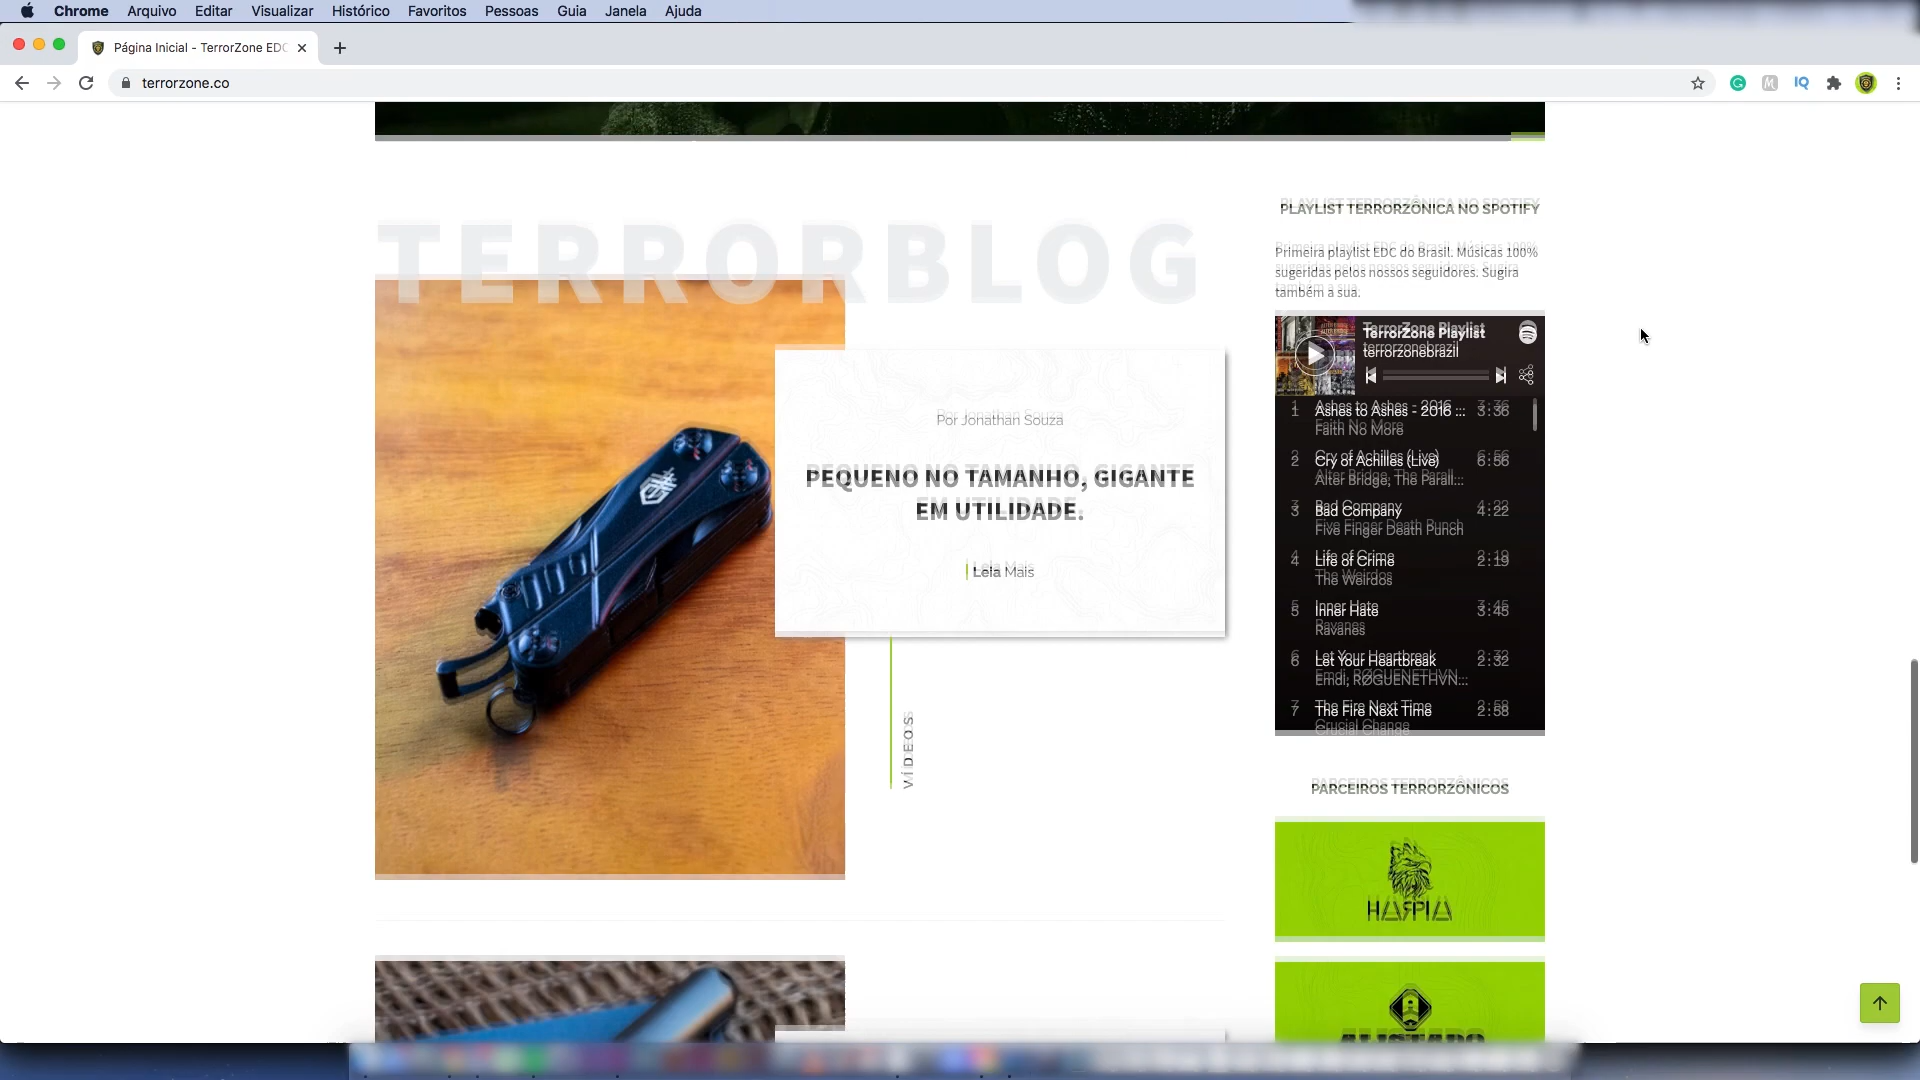 Chrome Arquivo Editar Visualizar Histórico Favoritos Pessoas Guia Janela Ajuda
Página Inicial - TerrorZone EDC
terrorzone.co
TERRORBLOG
Por Jonathan Souza
PEQUENO NO TAMANHO, GIGANTE
EM UTILIDADE.
Leia Mais
VÍDEOS
PLAYLIST TERRORZÔNICA NO SPOTIFY
Primeira playlist EDC do Brasil. Músicas 100%
sugeridas pelos nossos seguidores. Sugira
também a sua.
TerrorZone Playlist
terrorzonebrazil
1 Ashes to Ashes - 2016 ... 3:36
Faith No More
2 Cry of Achilles (Live) 6:56
Alter Bridge, The Parall...
3 Bad Company 4:22
Five Finger Death Punch
4 Life of Crime 2:19
The Weirdos
5 Inner Hate 3:45
Ravanes
6 Let Your Heartbreak 2:32
Emdi, RØGUENETHVN...
7 The Fire Next Time 2:58
Crucial Change
PARCEIROS TERRORZÔNICOS
HARPIA